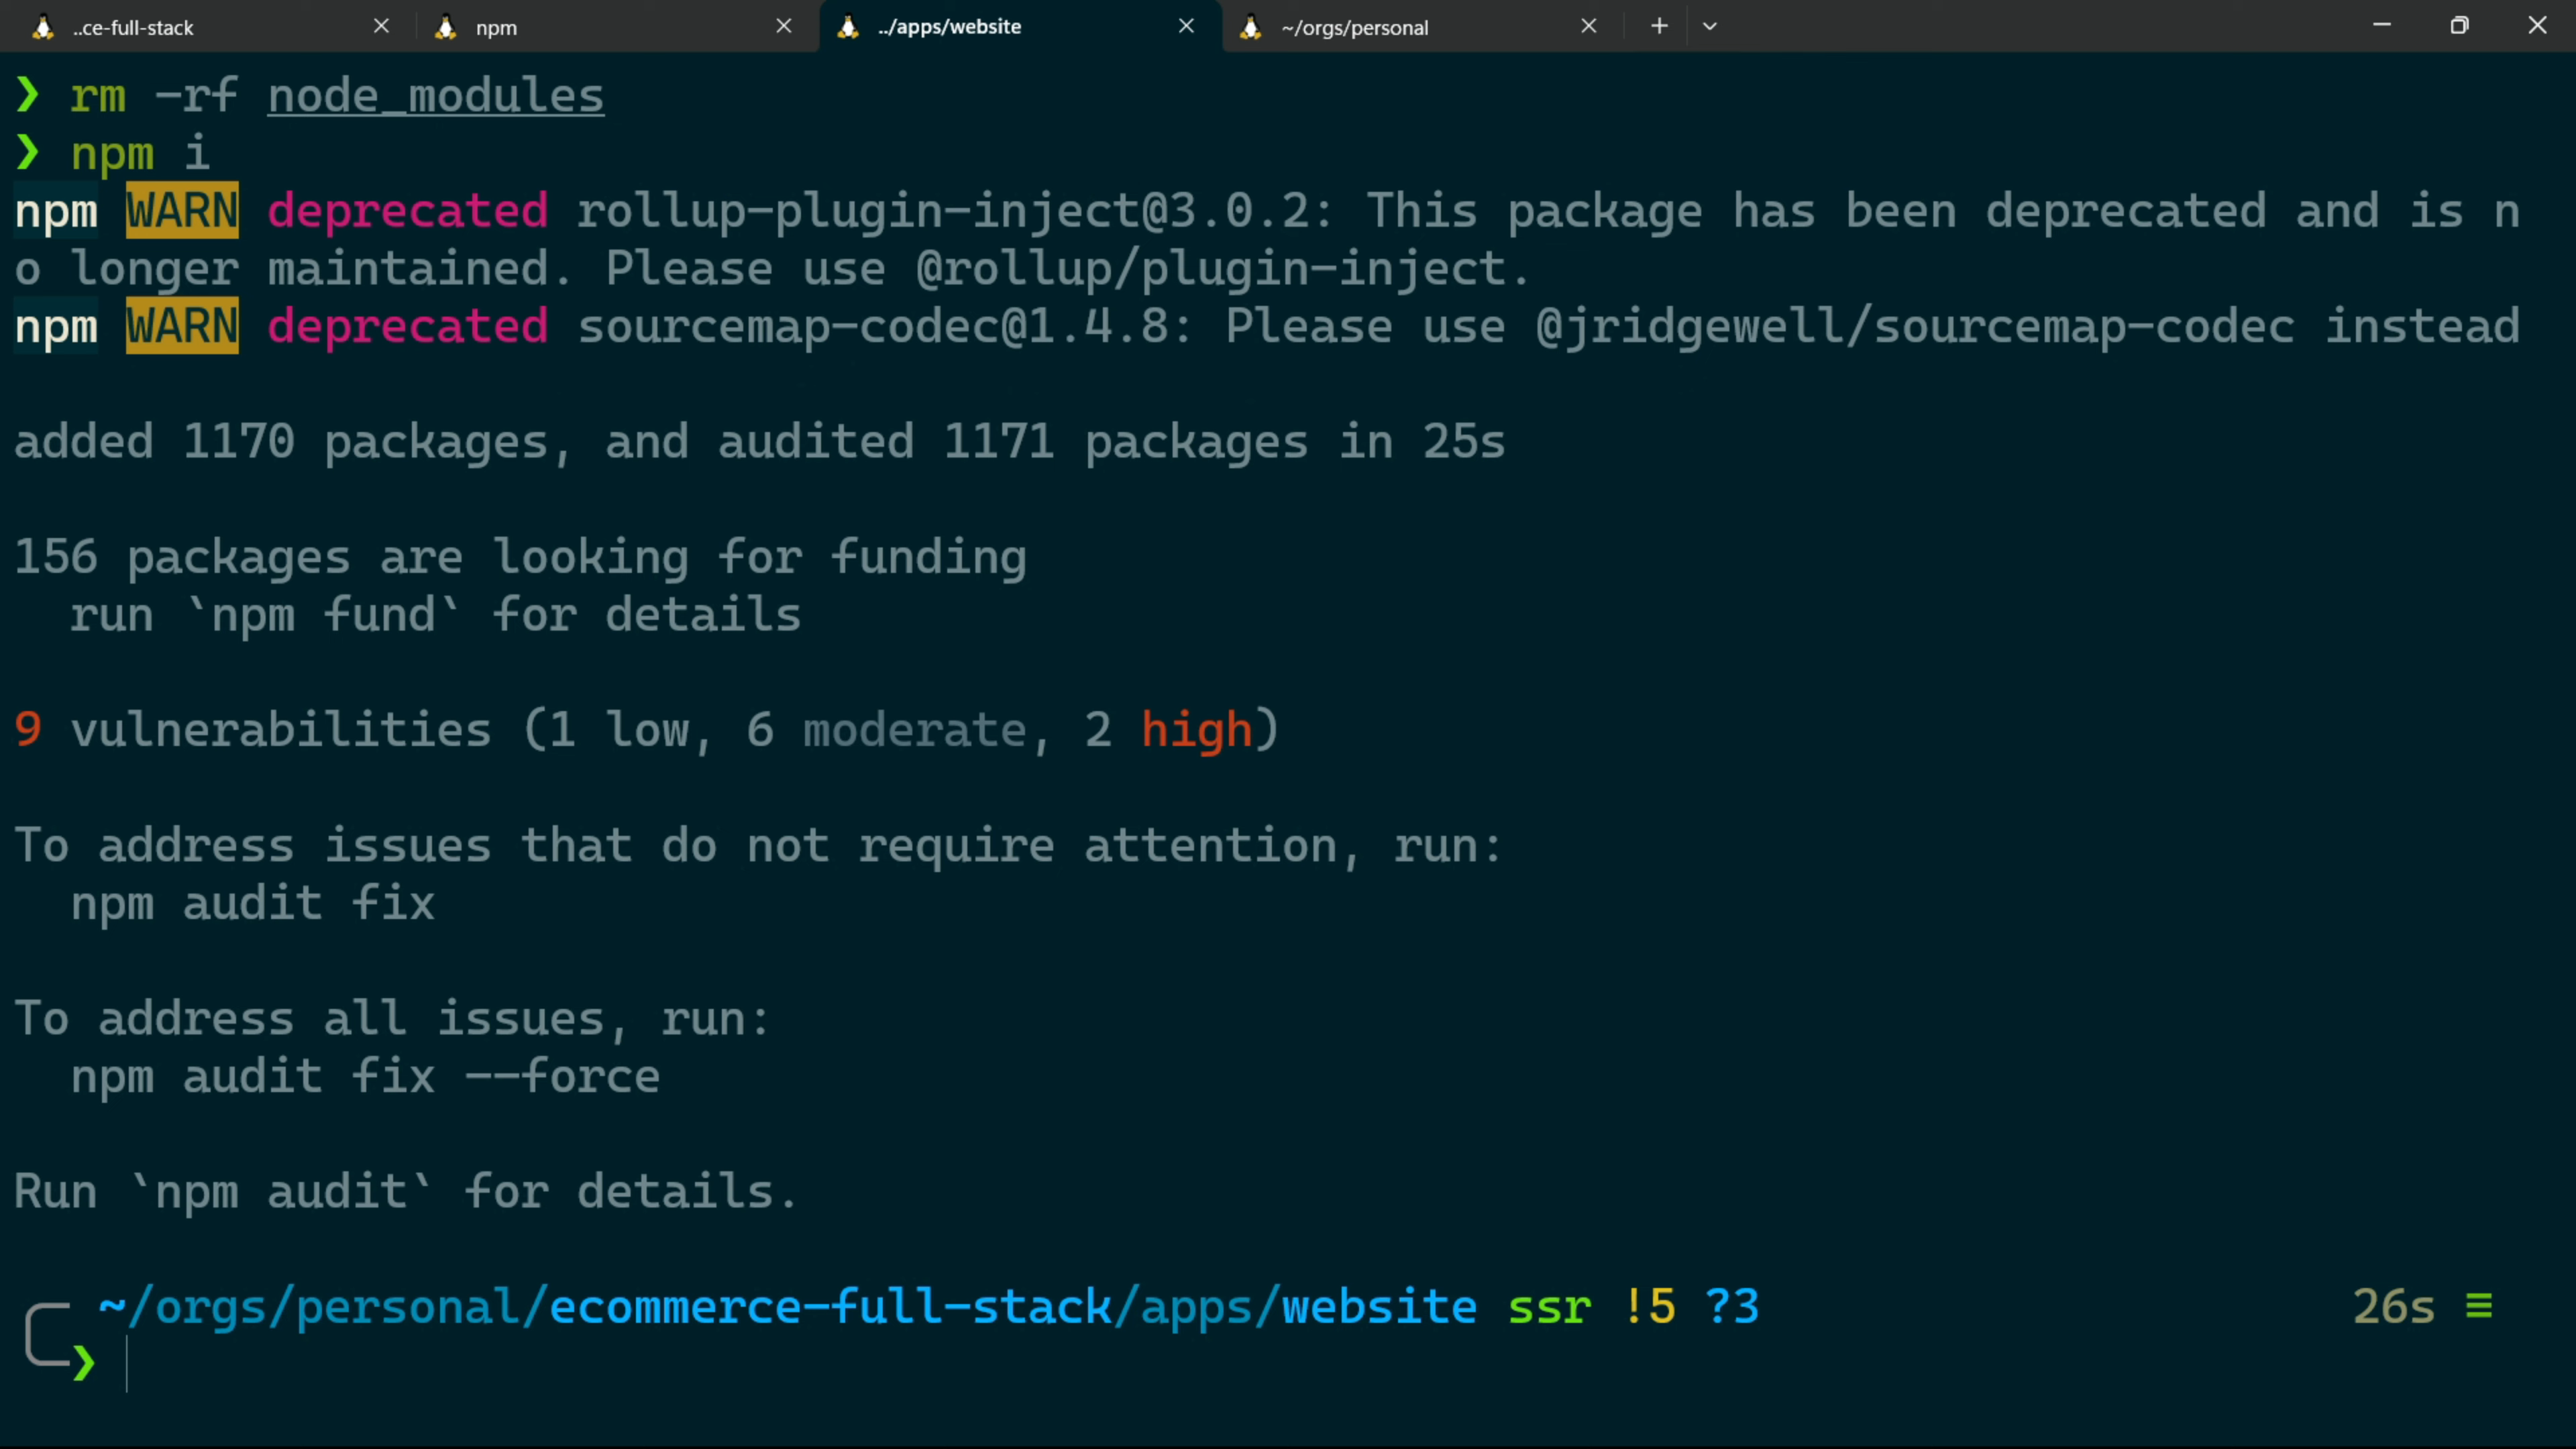 ..ce-full-stack npm ../apps/website ~/orgs/personal
❯ rm -rf node_modules
❯ npm i
npm WARN deprecated rollup-plugin-inject@3.0.2: This package has been deprecated and is n
o longer maintained. Please use @rollup/plugin-inject.
npm WARN deprecated sourcemap-codec@1.4.8: Please use @jridgewell/sourcemap-codec instead
added 1170 packages, and audited 1171 packages in 25s
156 packages are looking for funding
run `npm fund` for details
9 vulnerabilities (1 low, 6 moderate, 2 high)
To address issues that do not require attention, run:
npm audit fix
To address all issues, run:
npm audit fix --force
Run `npm audit` for details.
~/orgs/personal/ecommerce-full-stack/apps/website ssr !5 ?3 26s ≡
❯